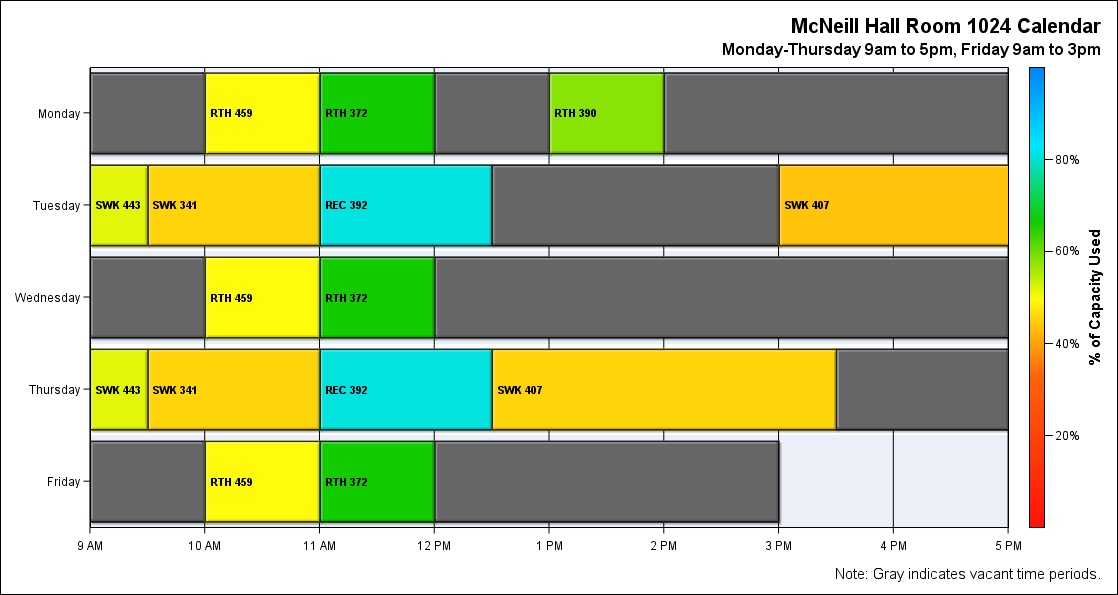 McNeill Hall Room 1024 Calendar
Monday-Thursday 9am to 5pm, Friday 9am to 3pm
Monday
RTH 459
RTH 372
RTH 390
Tuesday
SWK 443
SWK 341
REC 392
SWK 407
Wednesday
RTH 459
RTH 372
Thursday
SWK 443
SWK 341
REC 392
SWK 407
Friday
RTH 459
RTH 372
9 AM
10 AM
11 AM
12 PM
1 PM
2 PM
3 PM
4 PM
5 PM
80%
60%
40%
20%
% of Capacity Used
Note: Gray indicates vacant time periods.